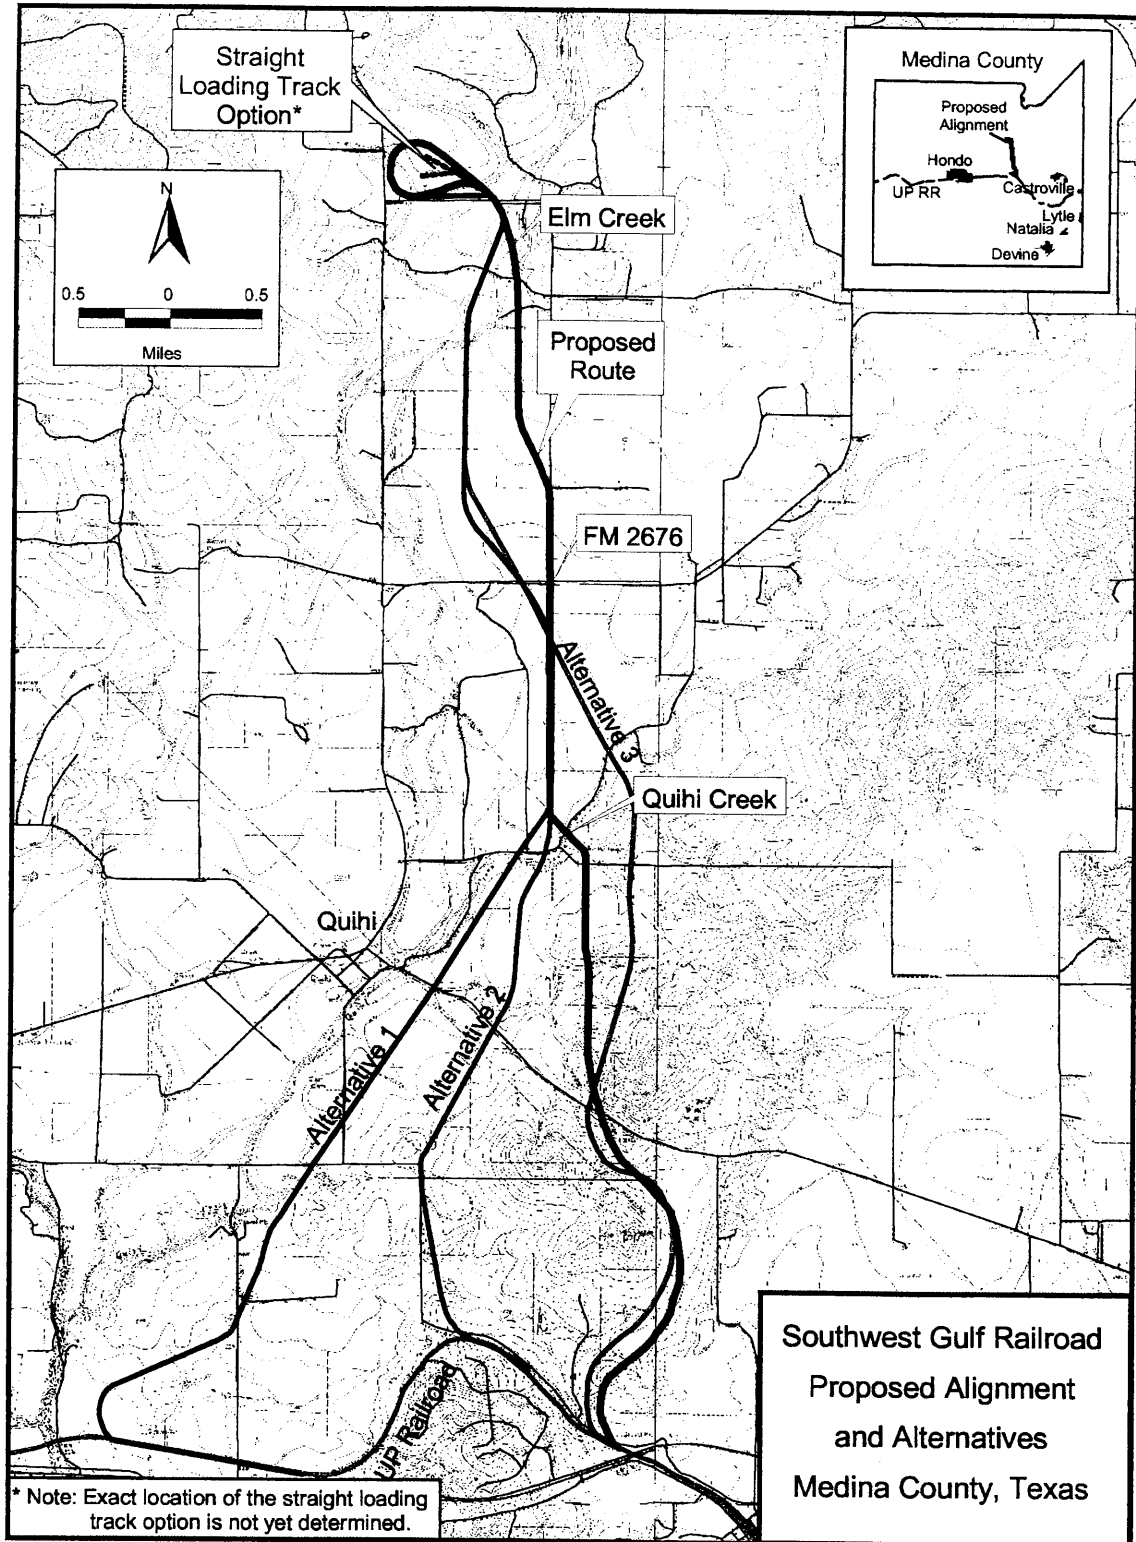 Straight
Loading Track
Option*
N
0.5 0 0.5
Miles
Medina County
Proposed
Alignment
Hondo
UP RR
Castroville
Lytle
Natalia
Devine
Elm Creek
Proposed
Route
FM 2676
Alternative 3
Quihi Creek
Quihi
Alternative 1
Alternative 2
UP Railroad
Southwest Gulf Railroad
Proposed Alignment
and Alternatives
Medina County, Texas
* Note: Exact location of the straight loading
track option is not yet determined.